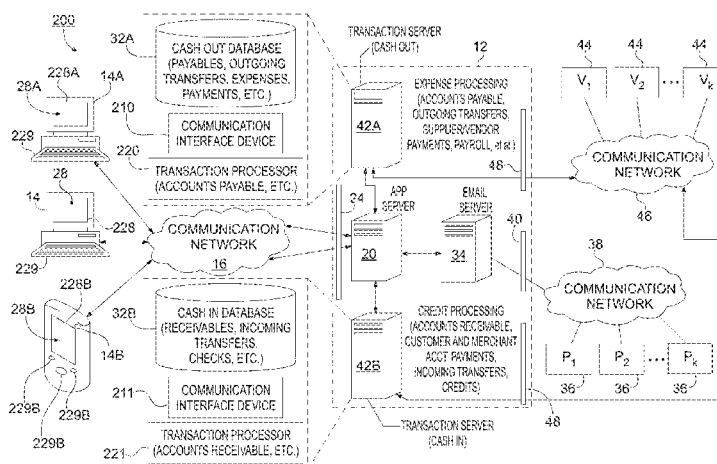 200
32A
CASH OUT DATABASE
(PAYABLES, OUTGOING
TRANSFERS, EXPENSES,
PAYMENTS, ETC.)
210
COMMUNICATION
INTERFACE DEVICE
220
TRANSACTION PROCESSOR
(ACCOUNTS PAYABLE, ETC.)
TRANSACTION SERVER
(CASH OUT)
12
42A
EXPENSE PROCESSING
(ACCOUNTS PAYABLE,
OUTGOING TRANSFERS,
SUPPLIER/VENDOR
PAYMENTS, PAYROLL, et al.)
48
44
44
44
V1
V2
•••
Vk
COMMUNICATION
NETWORK
46
228A
14A
28A
229
28
14
228
229
COMMUNICATION
NETWORK
16
24
APP
SERVER
20
EMAIL
SERVER
34
40
38
COMMUNICATION
NETWORK
P1
P2
•••
Pk
36
36
36
228B
28B
14B
229B
229B
229B
32B
CASH IN DATABASE
(RECEIVABLES, INCOMING
TRANSFERS,
CHECKS, ETC.)
211
COMMUNICATION
INTERFACE DEVICE
221
TRANSACTION PROCESSOR
(ACCOUNTS RECEIVABLE, ETC.)
42B
CREDIT PROCESSING
(ACCOUNTS RECEIVABLE,
CUSTOMER AND MERCHANT
ACCT PAYMENTS,
INCOMING TRANSFERS,
CREDITS)
48
TRANSACTION SERVER
(CASH IN)